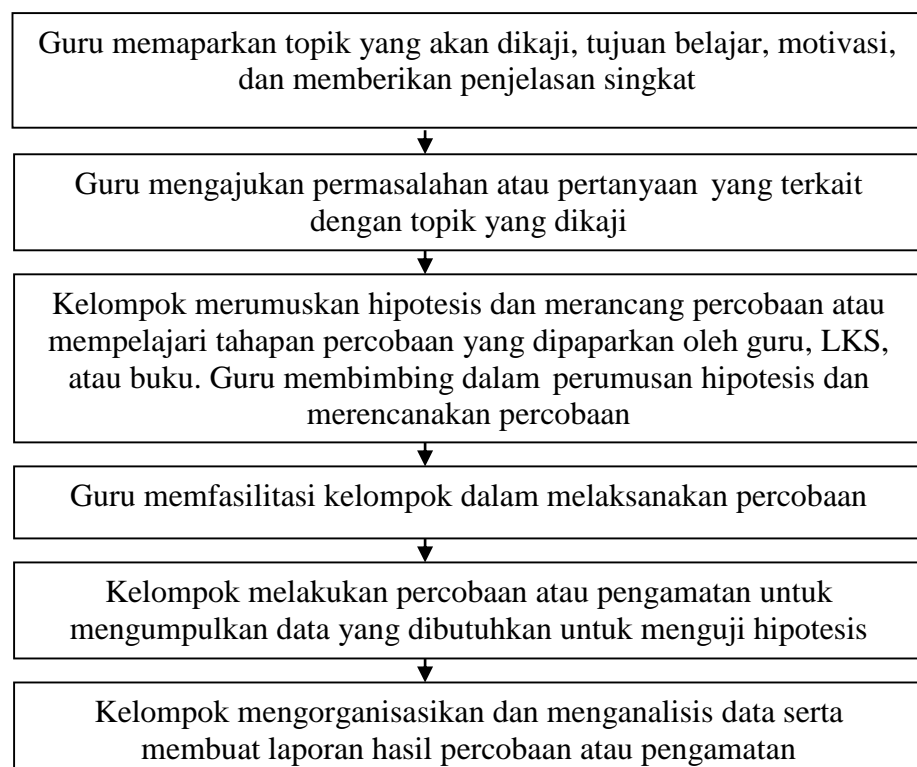 Guru memaparkan topik yang akan dikaji, tujuan belajar, motivasi,
dan memberikan penjelasan singkat
Guru mengajukan permasalahan atau pertanyaan yang terkait
dengan topik yang dikaji
Kelompok merumuskan hipotesis dan merancang percobaan atau
mempelajari tahapan percobaan yang dipaparkan oleh guru, LKS,
atau buku. Guru membimbing dalam perumusan hipotesis dan
merencanakan percobaan
Guru memfasilitasi kelompok dalam melaksanakan percobaan
Kelompok melakukan percobaan atau pengamatan untuk
mengumpulkan data yang dibutuhkan untuk menguji hipotesis
Kelompok mengorganisasikan dan menganalisis data serta
membuat laporan hasil percobaan atau pengamatan